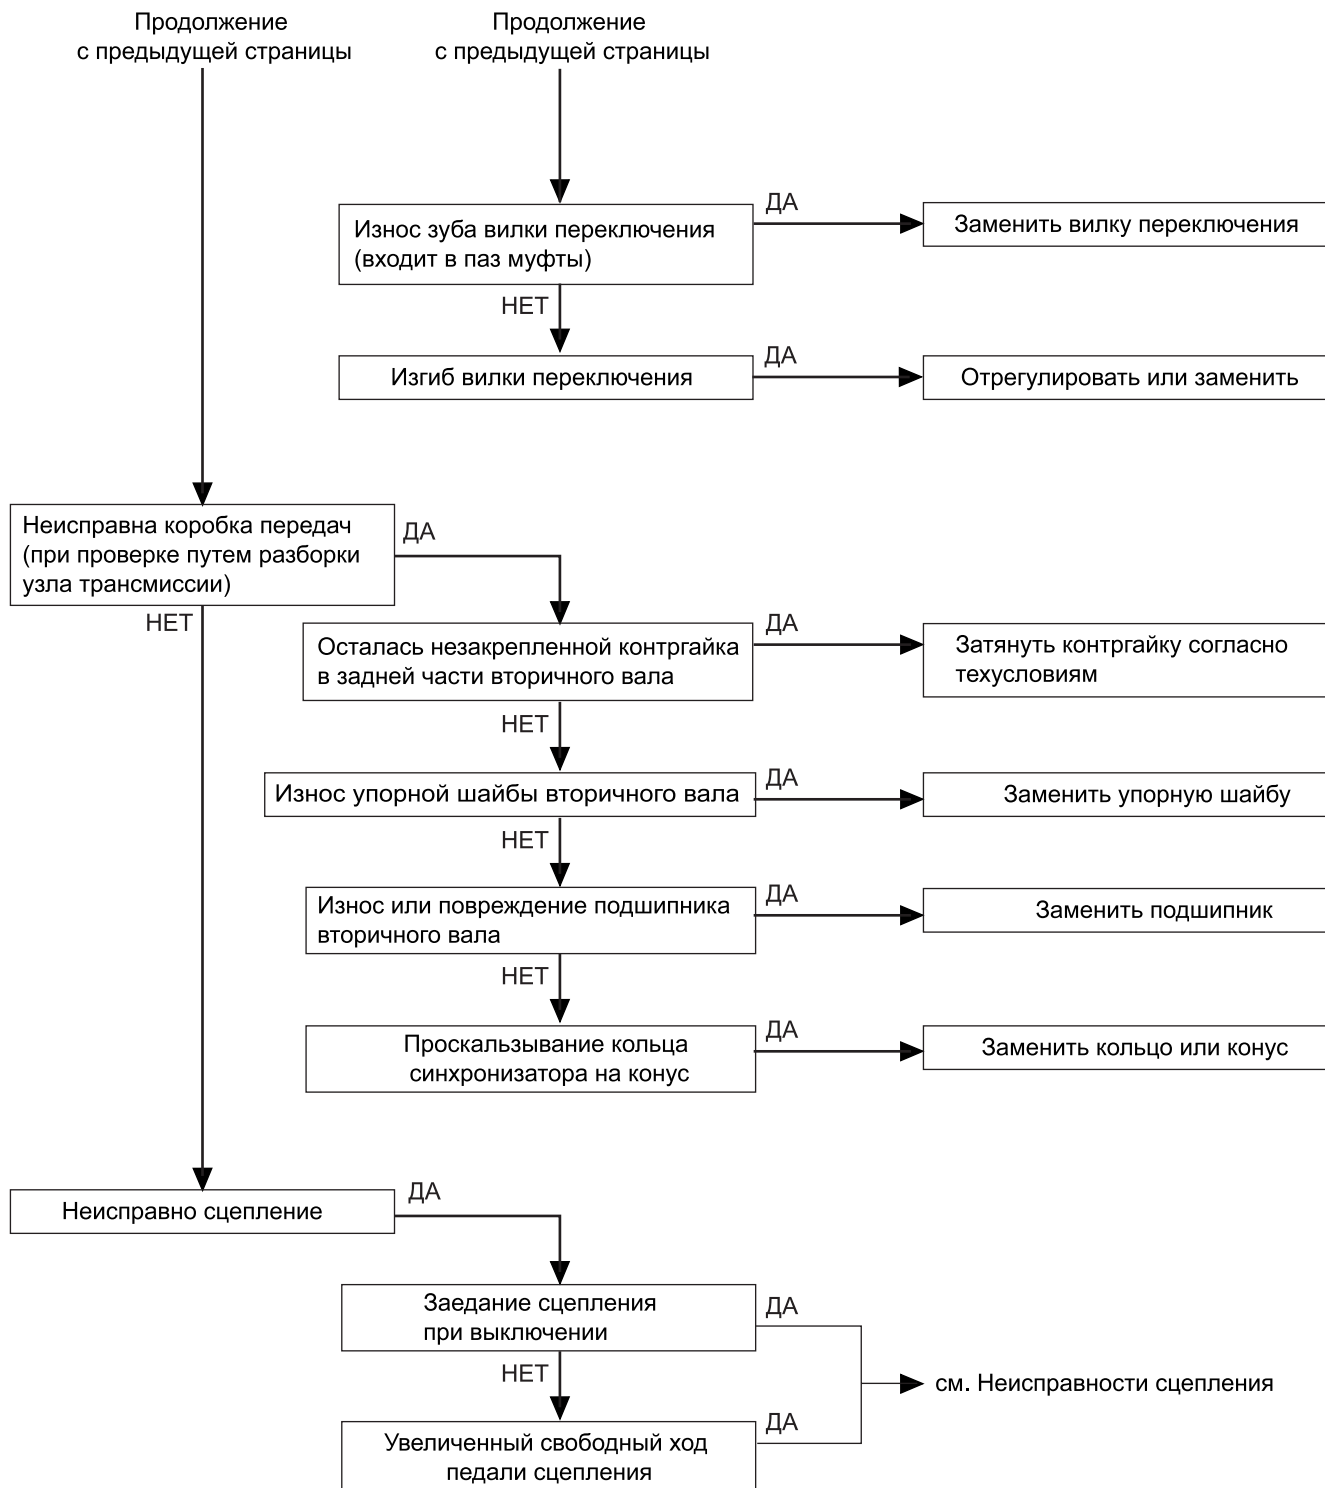 Продолжение
с предыдущей страницы
Продолжение
с предыдущей страницы
Износ зуба вилки переключения
(входит в паз муфты)
ДА
Заменить вилку переключения
НЕТ
Изгиб вилки переключения
ДА
Отрегулировать или заменить
Неисправна коробка передач
(при проверке путем разборки
узла трансмиссии)
ДА
НЕТ
Осталась незакрепленной контргайка
в задней части вторичного вала
ДА
Затянуть контргайку согласно
техусловиям
НЕТ
Износ упорной шайбы вторичного вала
ДА
Заменить упорную шайбу
НЕТ
Износ или повреждение подшипника
вторичного вала
ДА
Заменить подшипник
НЕТ
Проскальзывание кольца
синхронизатора на конус
ДА
Заменить кольцо или конус
Неисправно сцепление
ДА
Заедание сцепления
при выключении
ДА
НЕТ
см. Неисправности сцепления
Увеличенный свободный ход
педали сцепления
ДА